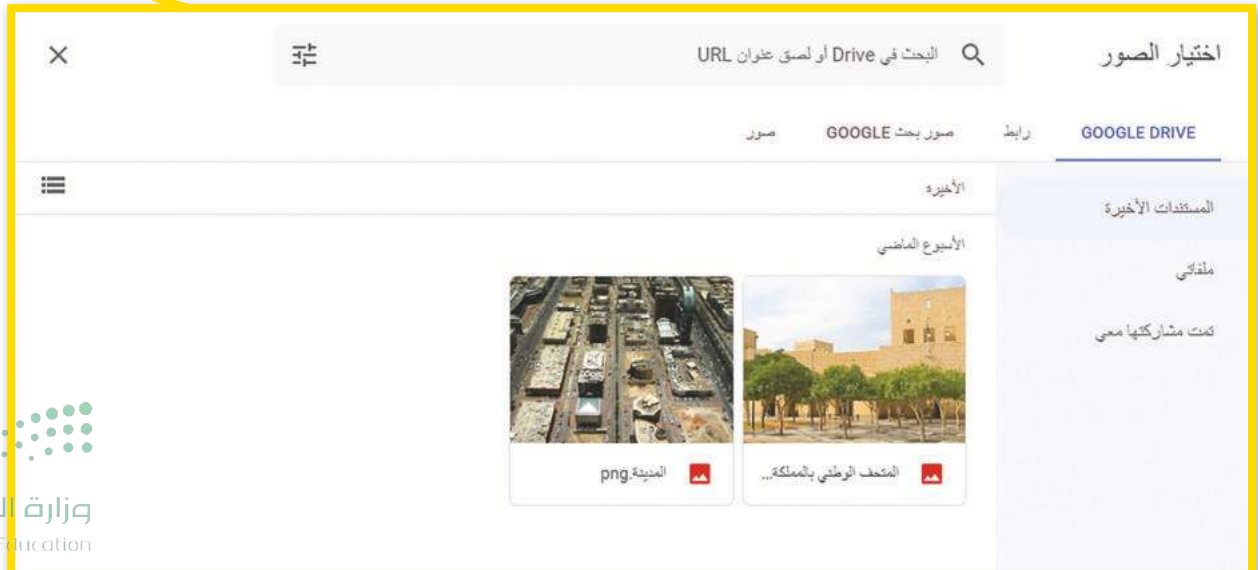 اختيار الصور
البحث في Drive أو لصق عنوان URL
GOOGLE DRIVE
رابط
صور بحث GOOGLE
صور
المستندات الأخيرة
ملفاتي
تمت مشاركتها معي
الأخيرة
الأسبوع الماضي
المتحف الوطني بالمملكة...
المدينة.png
وزارة ال
Education